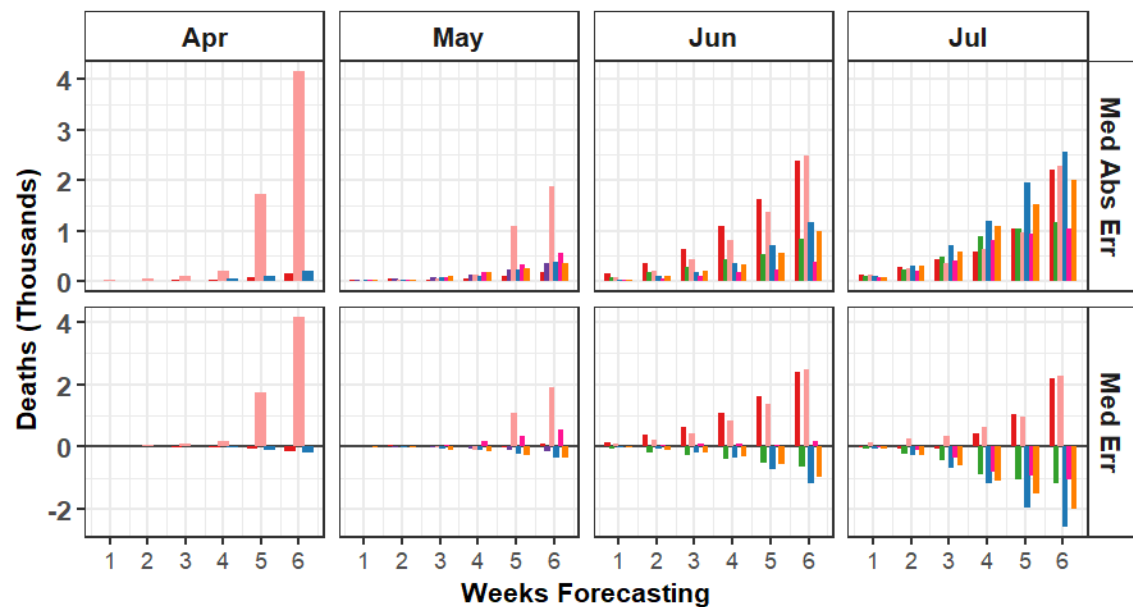 Apr May Jun Jul
Deaths (Thousands)
4
3
2
1
0
Med Abs Err
4
2
0
-2
Med Err
1 2 3 4 5 6 1 2 3 4 5 6 1 2 3 4 5 6 1 2 3 4 5 6
Weeks Forecasting